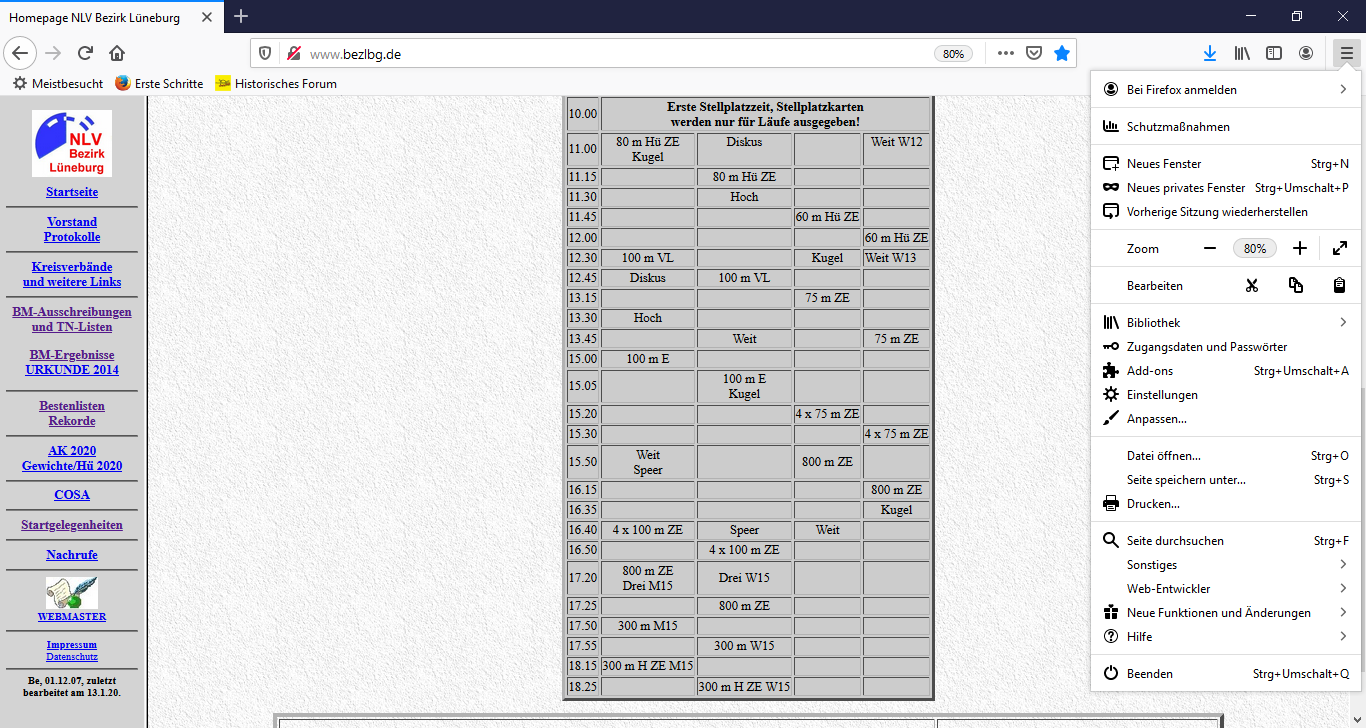 Homepage NLV Bezirk Lüneburg
www.bezlbg.de
80%
Meistbesucht
Erste Schritte
Historisches Forum
NLV
Bezirk
Lüneburg
Startseite
Vorstand
Protokolle
Kreisverbände
und weitere Links
BM-Ausschreibungen
und TN-Listen
BM-Ergebnisse
URKUNDE 2014
Bestenlisten
Rekorde
AK 2020
Gewichte/Hü 2020
COSA
Startgelegenheiten
Nachrufe
WEBMASTER
Impressum
Datenschutz
Be, 01.12.07, zuletzt
bearbeitet am 13.1.20.
10.00 Erste Stellplatzzeit, Stellplatzkarten
werden nur für Läufe ausgegeben!
11.00 80 m Hü ZE Diskus Weit W12
Kugel
11.15 80 m Hü ZE
11.30 Hoch
11.45 60 m Hü ZE
12.00 60 m Hü ZE
12.30 100 m VL Kugel Weit W13
12.45 Diskus 100 m VL
13.15 75 m ZE
13.30 Hoch
13.45 Weit 75 m ZE
15.00 100 m E
15.05 100 m E
Kugel
15.20 4 x 75 m ZE
15.30 4 x 75 m ZE
15.50 Weit 800 m ZE
Speer
16.15 800 m ZE
16.35 Kugel
16.40 4 x 100 m ZE Speer Weit
16.50 4 x 100 m ZE
17.20 800 m ZE Drei W15
Drei M15
17.25 800 m ZE
17.50 300 m M15
17.55 300 m W15
18.15 300 m H ZE M15
18.25 300 m H ZE W15
Bei Firefox anmelden
Schutzmaßnahmen
Neues Fenster Strg+N
Neues privates Fenster Strg+Umschalt+P
Vorherige Sitzung wiederherstellen
Zoom 80%
Bearbeiten
Bibliothek
Zugangsdaten und Passwörter
Add-ons Strg+Umschalt+A
Einstellungen
Anpassen...
Datei öffnen... Strg+O
Seite speichern unter... Strg+S
Drucken...
Seite durchsuchen Strg+F
Sonstiges
Web-Entwickler
Neue Funktionen und Änderungen
Hilfe
Beenden Strg+Umschalt+Q